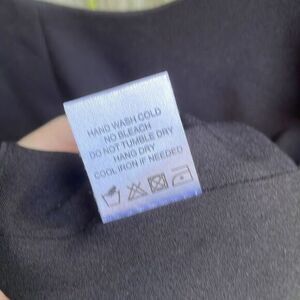 HAND WASH COLD
NO BLEACH
DO NOT TUMBLE DRY
HANG DRY
COOL IRON IF NEEDED